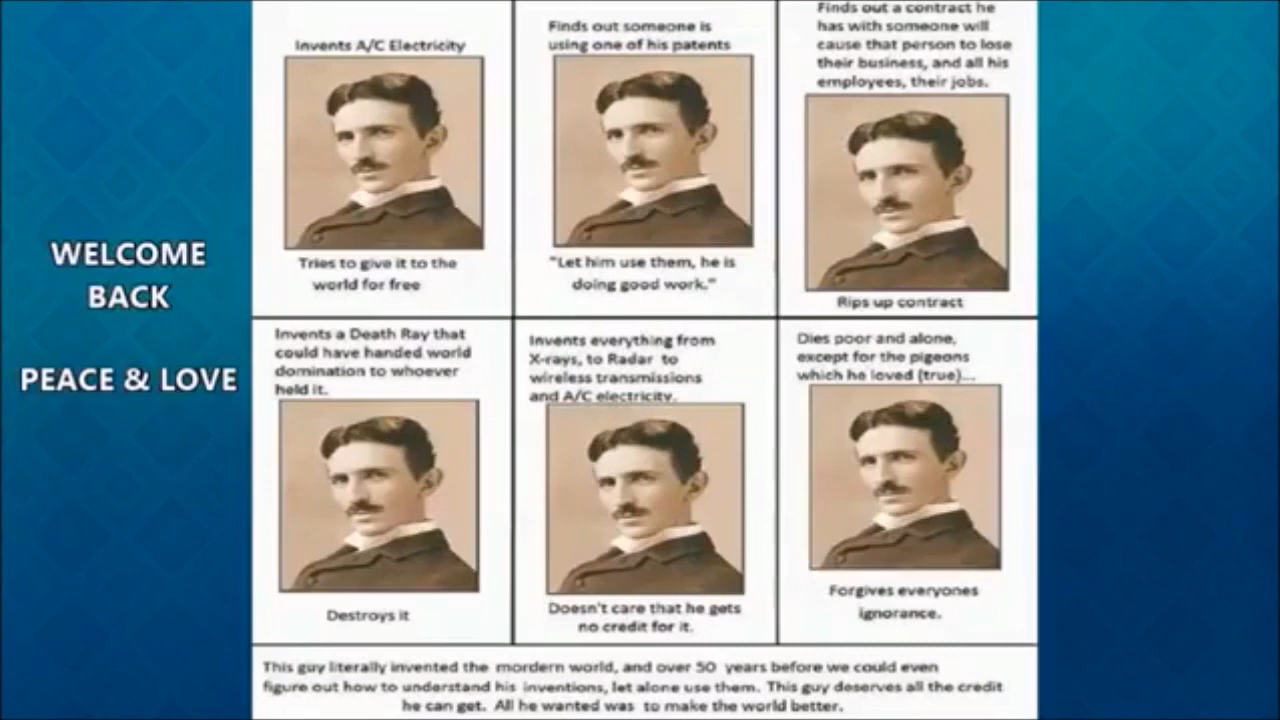 WELCOME
BACK
PEACE & LOVE
Invents A/C Electricity
Tries to give it to the
world for free
Finds out someone is
using one of his patents
"Let him use them, he is
doing good work."
Finds out a contract he
has with someone will
cause that person to lose
their business, and all his
employees, their jobs.
Rips up contract
Invents a Death Ray that
could have handed world
domination to whoever
held it.
Destroys it
Invents everything from
X-rays, to Radar to
wireless transmissions
and A/C electricity.
Doesn't care that he gets
no credit for it.
Dies poor and alone,
except for the pigeons
which he loved (true)...
Forgives everyones
ignorance.
This guy literally invented the mordern world, and over 50 years before we could even
figure out how to understand his inventions, let alone use them. This guy deserves all the credit
he can get. All he wanted was to make the world better.